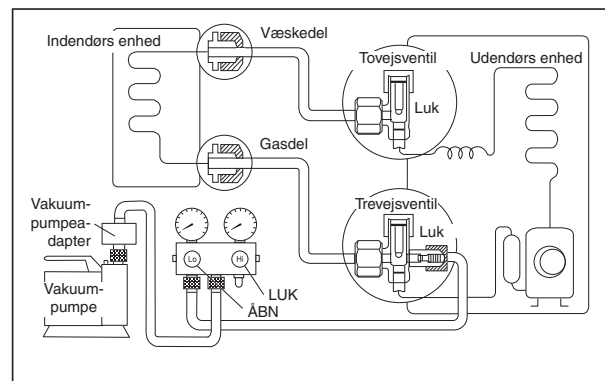 Indendørs enhed
Væskedel
Tovejsventil
Udendørs enhed
Luk
Gasdel
Vakuum-
pumpea-
dapter
Trevejsventil
Luk
Lo
Hi
Vakuum-
pumpe
LUK
ÅBN